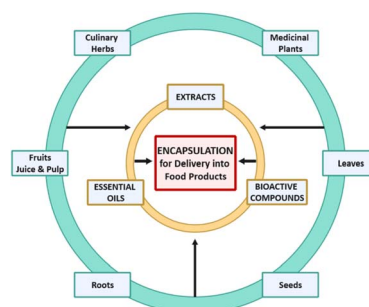 Culinary
Herbs
Medicinal
Plants
EXTRACTS
ENCAPSULATION
for Delivery into
Food Products
Fruits
Juice & Pulp
Leaves
ESSENTIAL
OILS
BIOACTIVE
COMPOUNDS
Roots
Seeds